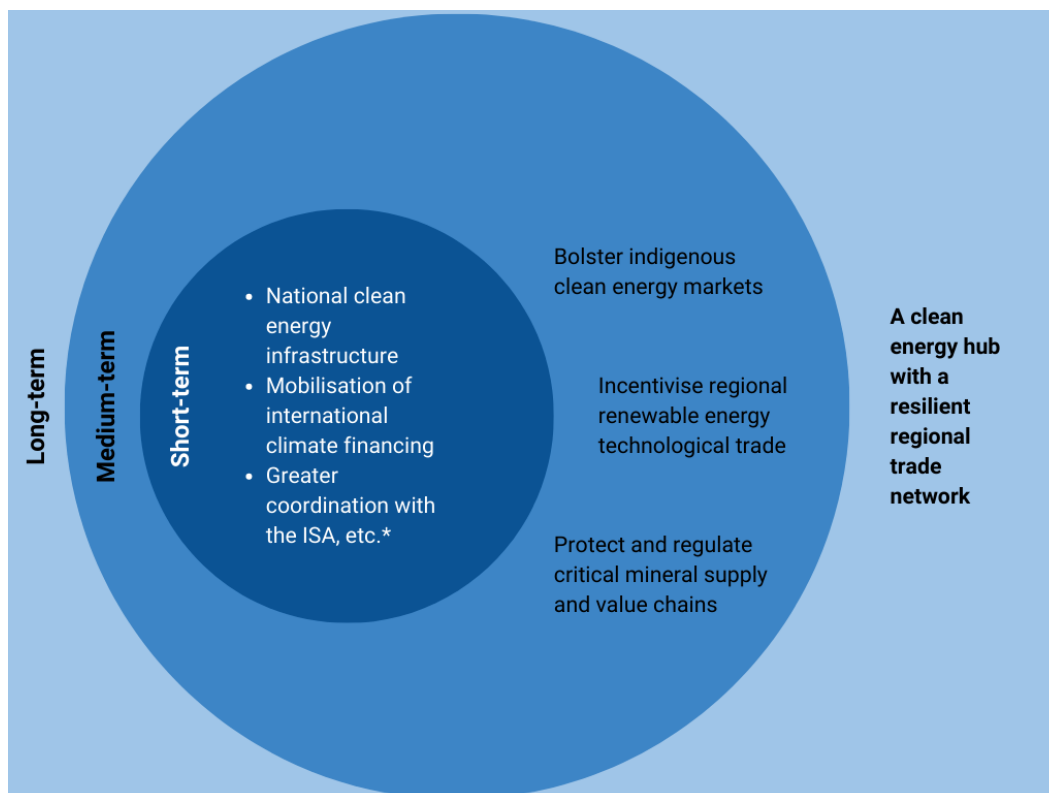 Long-term
Medium-term
Short-term
• National clean
energy
infrastructure
• Mobilisation of
international
climate financing
• Greater
coordination with
the ISA, etc.*
Bolster indigenous
clean energy markets
Incentivise regional
renewable energy
technological trade
Protect and regulate
critical mineral supply
and value chains
A clean
energy hub
with a
resilient
regional
trade
network